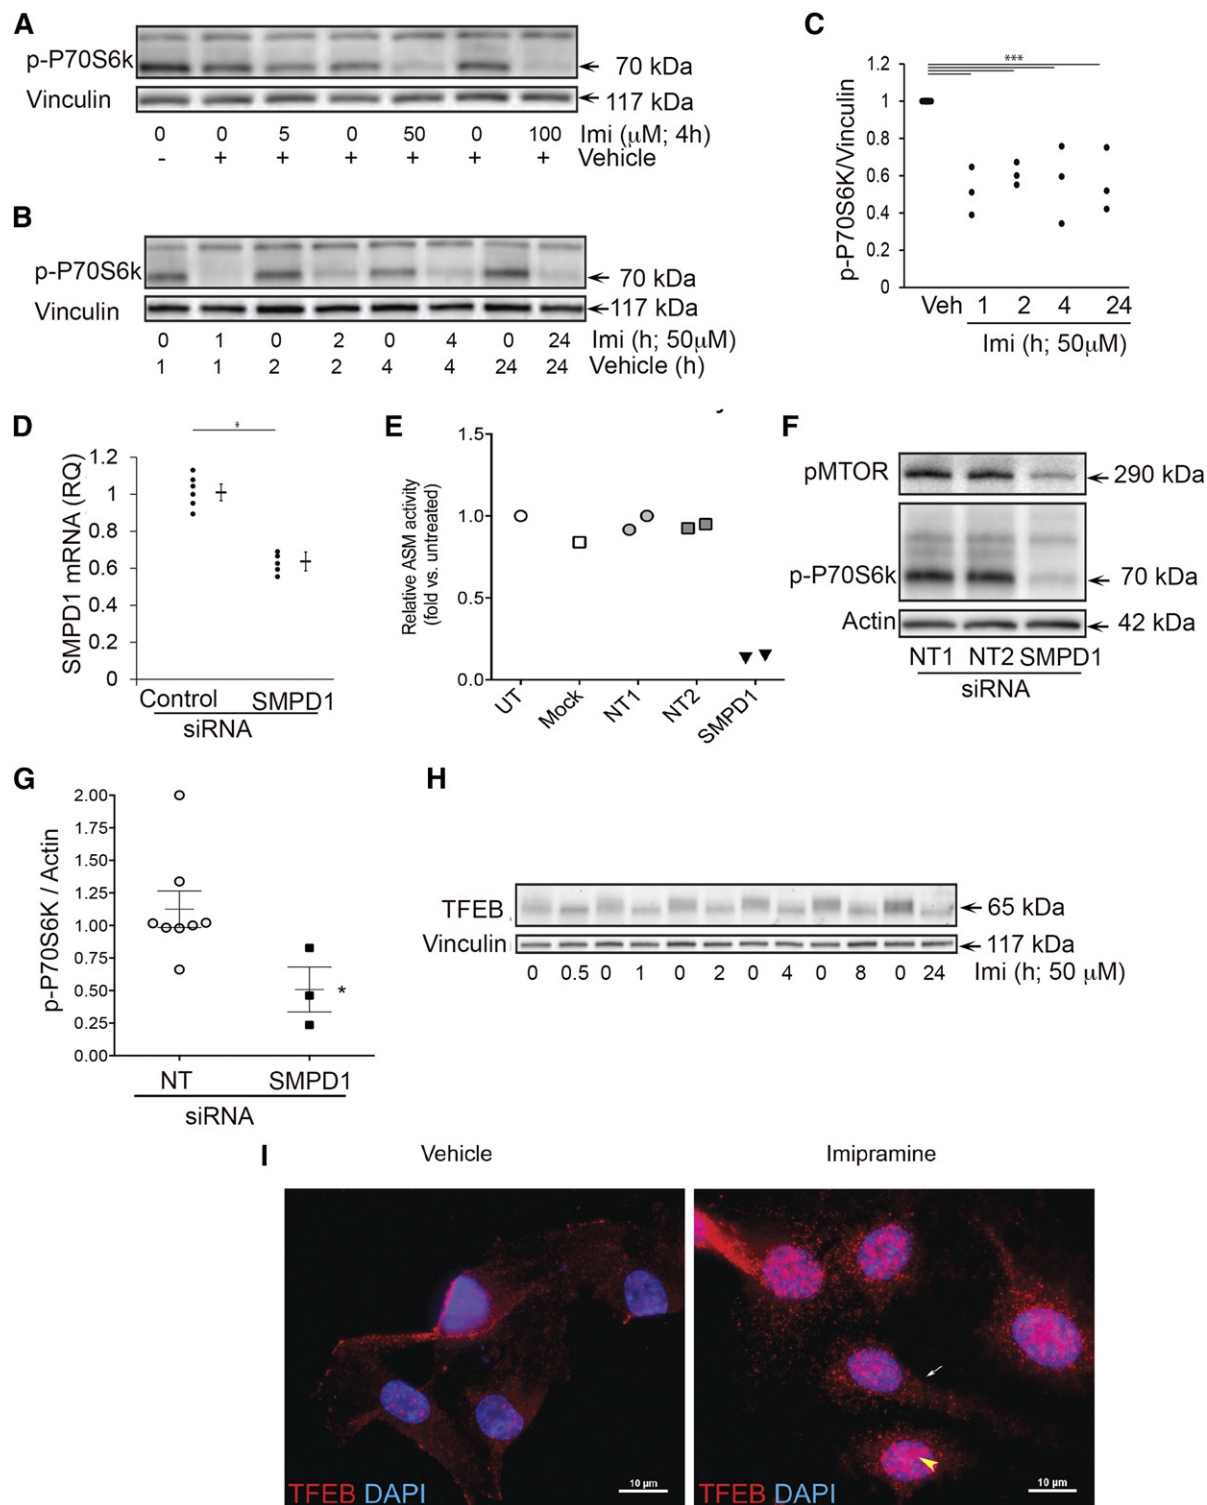 A
p-P70S6k
70 kDa
Vinculin
117 kDa
0 0 5 0 50 0 100 Imi (μM; 4h)
- + + + + + + Vehicle
B
p-P70S6k
70 kDa
Vinculin
117 kDa
0 1 0 2 0 4 0 24 Imi (h; 50μM)
1 1 2 2 4 4 24 24 Vehicle (h)
C
***
p-P70S6K/Vinculin
1.2
1
0.8
0.6
0.4
0.2
0
Veh 1 2 4 24
Imi (h; 50μM)
D
*
SMPD1 mRNA (RQ)
1.2
1
0.8
0.6
0.4
0.2
0
Control SMPD1
siRNA
E
Relative ASM activity
(fold vs. untreated)
1.5
1.0
0.5
0.0
UT
Mock
NT1
NT2
SMPD1
F
pMTOR
290 kDa
p-P70S6k
70 kDa
Actin
42 kDa
NT1 NT2 SMPD1
siRNA
G
p-P70S6K / Actin
2.00
1.75
1.50
1.25
1.00
0.75
0.50
0.25
0.00
*
NT SMPD1
siRNA
H
TFEB
65 kDa
Vinculin
117 kDa
0 0.5 0 1 0 2 0 4 0 8 0 24 Imi (h; 50 μM)
I
Vehicle
Imipramine
TFEB DAPI
10 μm
TFEB DAPI
10 μm